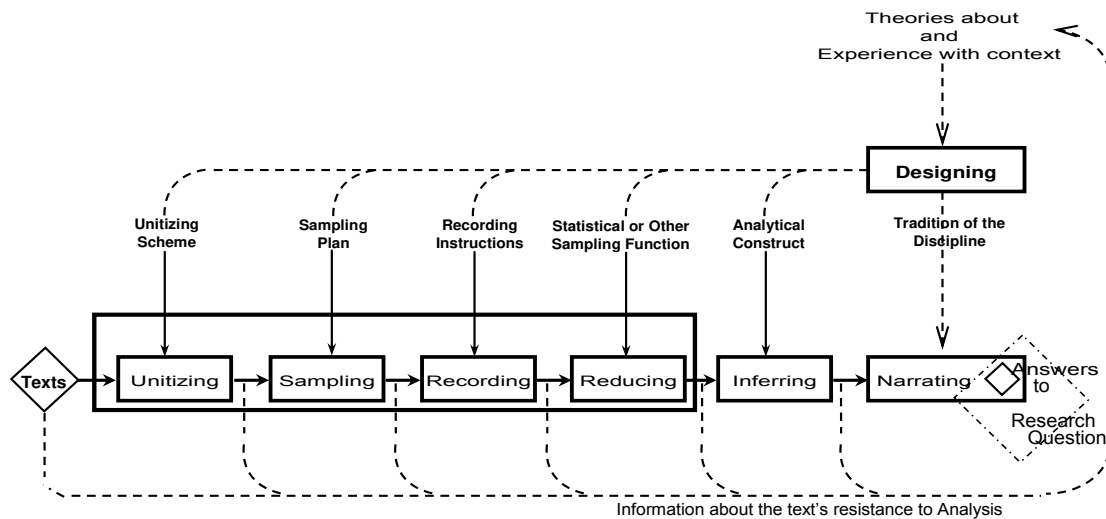 Theories about
and
Experience with context
Designing
Unitizing
Scheme
Sampling
Plan
Recording
Instructions
Statistical or Other
Sampling Function
Analytical
Construct
Tradition of the
Discipline
Texts
Unitizing
Sampling
Recording
Reducing
Inferring
Narrating
Answers
to
Research
Question
Information about the text's resistance to Analysis